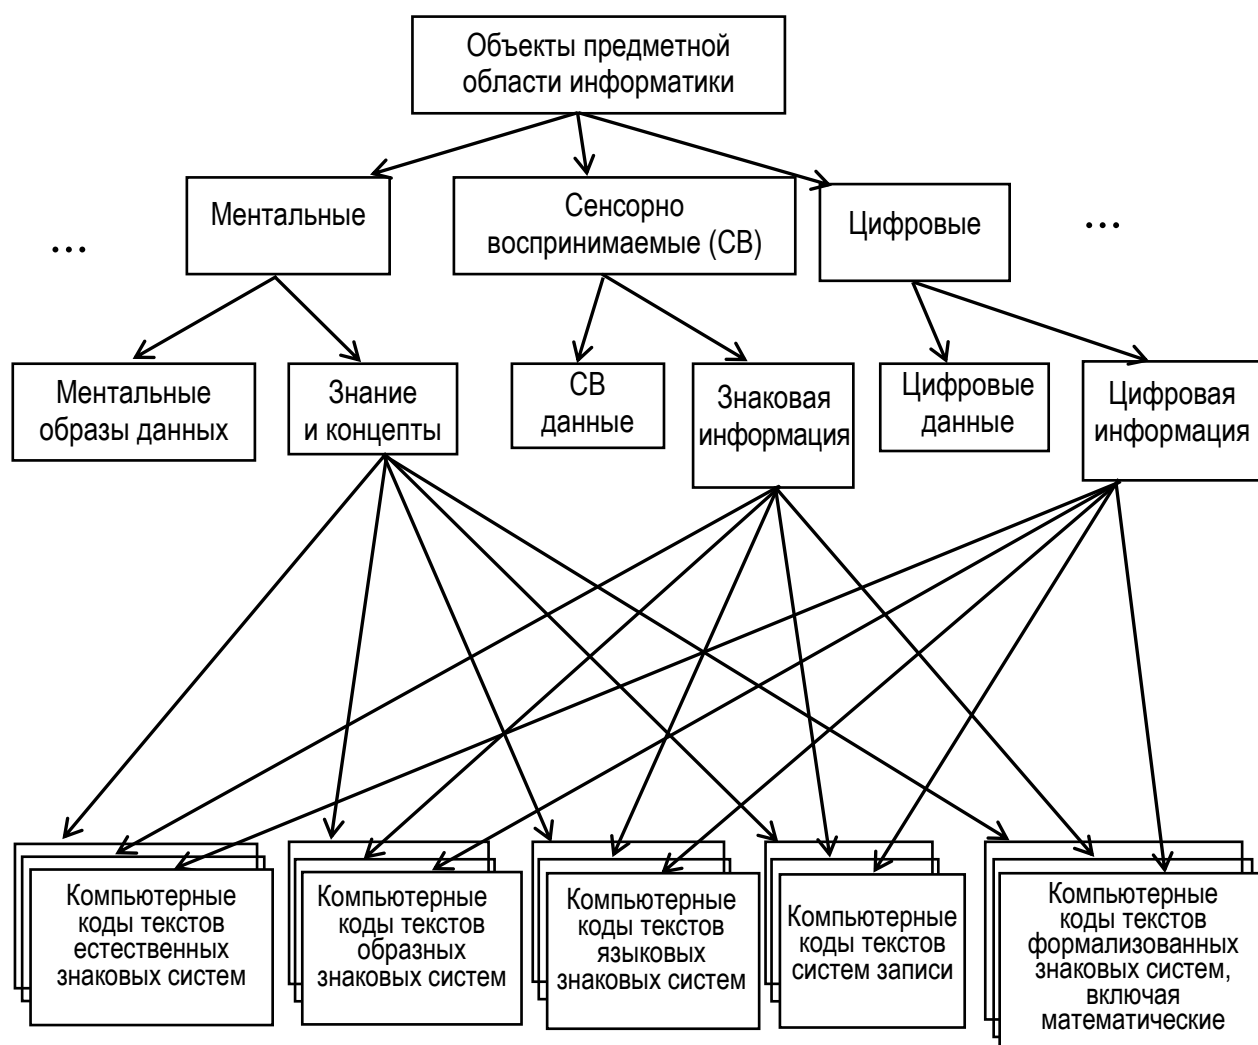 Объекты предметной
области информатики
Ментальные
Сенсорно
воспринимаемые (СВ)
Цифровые
...
...
Ментальные
образы данных
Знание
и концепты
СВ
данные
Знаковая
информация
Цифровые
данные
Цифровая
информация
Компьютерные
коды текстов
естественных
знаковых систем
Компьютерные
коды текстов
образных
знаковых систем
Компьютерные
коды текстов
языковых
знаковых систем
Компьютерные
коды текстов
систем записи
Компьютерные
коды текстов
формализованных
знаковых систем,
включая
математические